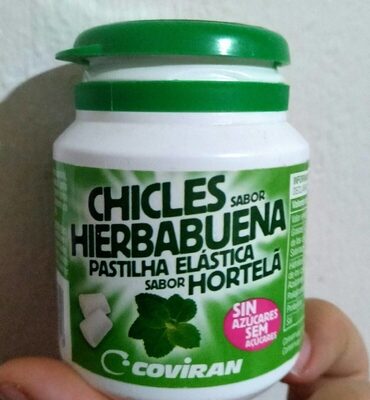 CHICLES SABOR
HIERBABUENA
PASTILHA ELÁSTICA
SABOR HORTELÃ
SIN
AZÚCARES
SEM
AÇÚCARES
COVIRAN